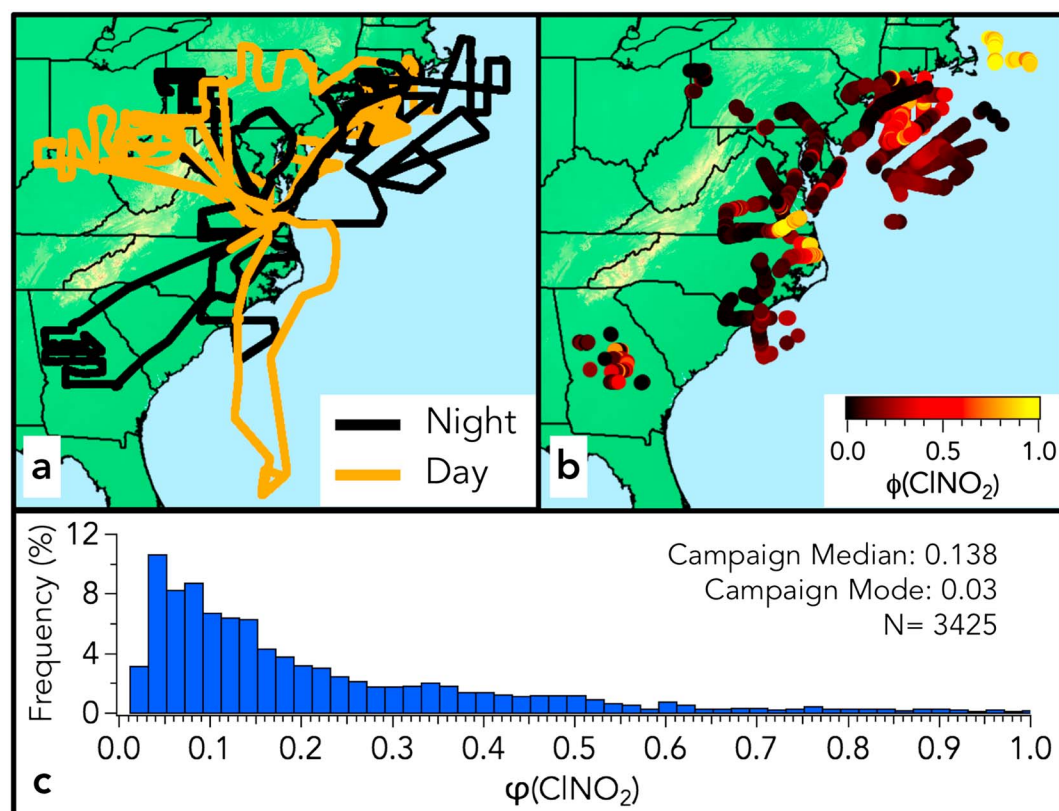 Night
Day
a
b
0.0 0.5 1.0
ϕ(ClNO₂)
Frequency (%)
12
8
4
0
Campaign Median: 0.138
Campaign Mode: 0.03
N= 3425
0.0 0.1 0.2 0.3 0.4 0.5 0.6 0.7 0.8 0.9 1.0
c
φ(ClNO₂)